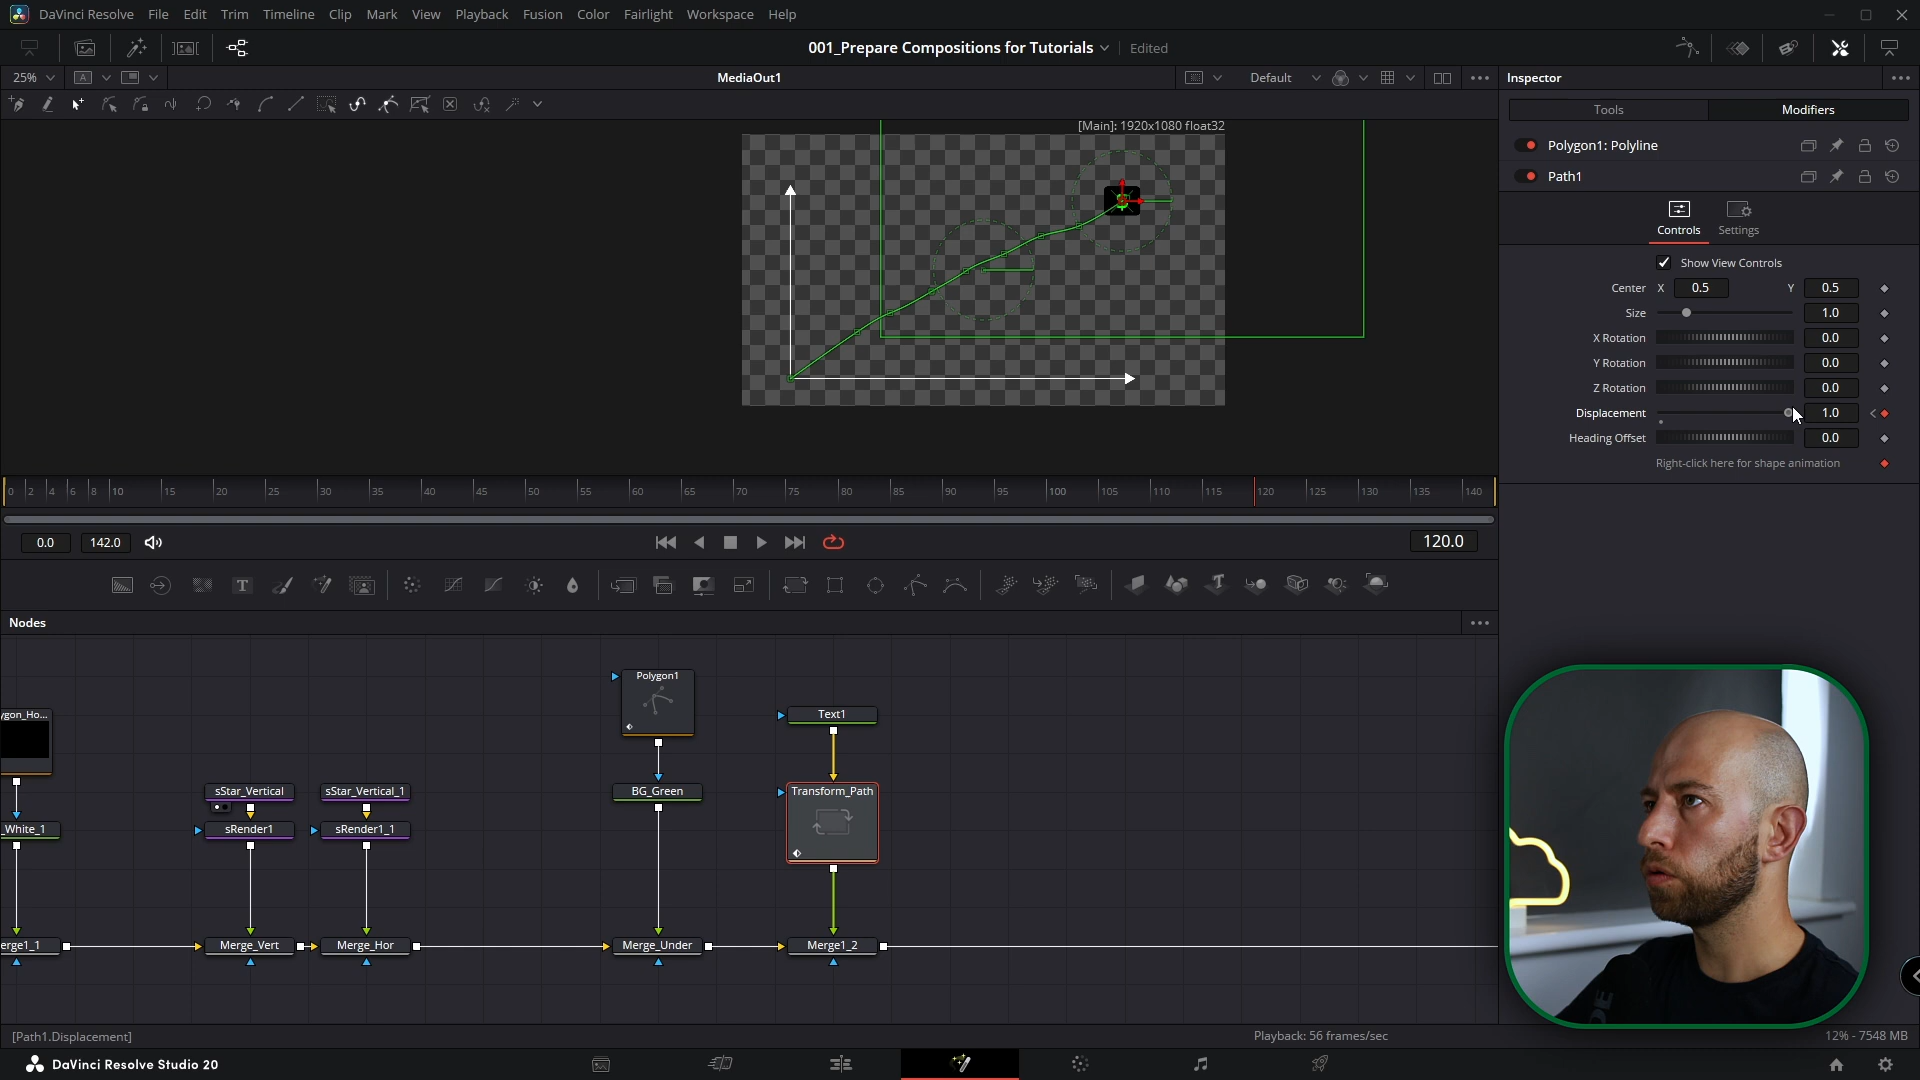 DaVinci Resolve File Edit Trim Timeline Clip Mark View Playback Fusion Color Fairlight Workspace Help
001_Prepare Compositions for Tutorials Edited
25% A MediaOut1 Default Inspector
Tools Modifiers
[Main]: 1920x1080 float32
Polygon1: Polyline
Path1
Controls Settings
Show View Controls
Center X 0.5 Y 0.5
Size 1.0
X Rotation 0.0
Y Rotation 0.0
Z Rotation 0.0
Displacement 1.0
Heading Offset 0.0
Right-click here for shape animation
0 2 4 6 8 10 15 20 25 30 35 40 45 50 55 60 65 70 75 80 85 90 95 100 105 110 115 120 125 130 135 140
0.0 142.0 120.0
Nodes
Polygon1
ygon_Ho... Text1
sStar_Vertical sStar_Vertical_1 BG_Green Transform_Path
_White_1 sRender1 sRender1_1
erge1_1 Merge_Vert Merge_Hor Merge_Under Merge1_2
[Path1.Displacement] Playback: 56 frames/sec 12% - 7548 MB
DaVinci Resolve Studio 20